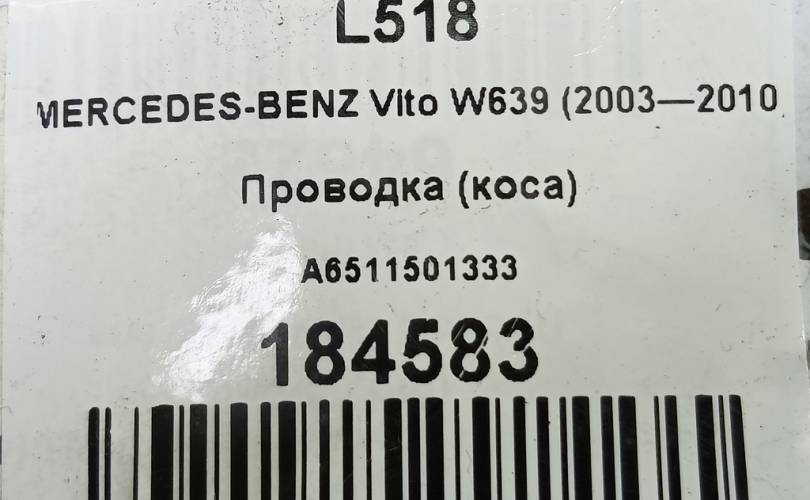 L518
MERCEDES-BENZ Vito W639 (2003—2010
Проводка (коса)
A6511501333
184583